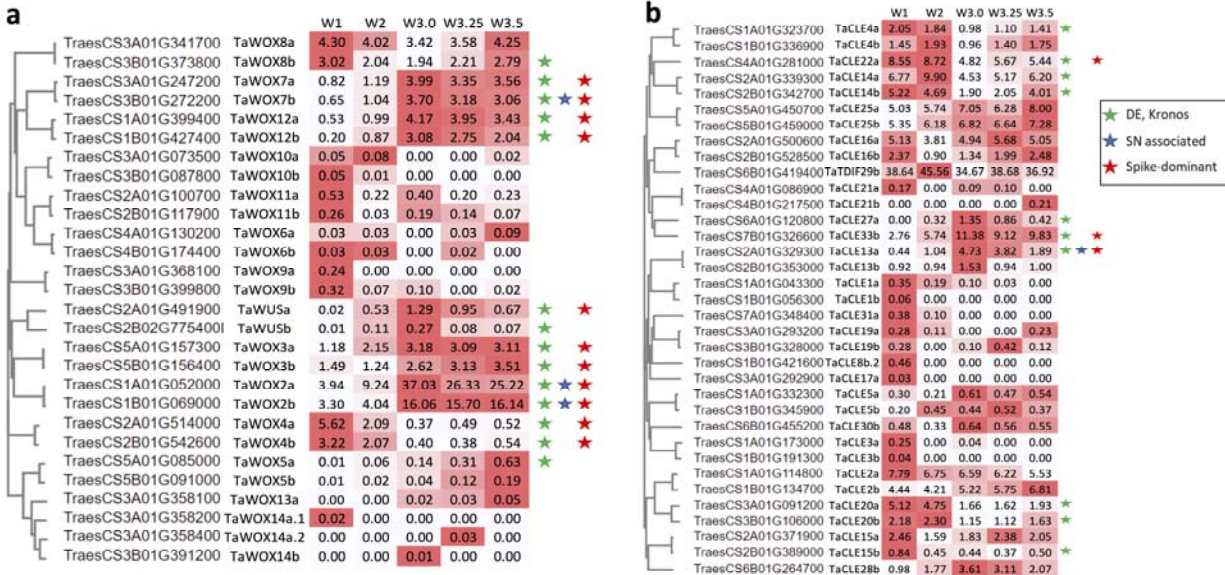 a
W1 W2 W3.0 W3.25 W3.5
TraesCS3A01G341700 TaWOX8a 4.30 4.02 3.42 3.58 4.25
TraesCS3B01G373800 TaWOX8b 3.02 2.04 1.94 2.21 2.79
TraesCS3A01G247200 TaWOX7a 0.82 1.19 3.99 3.35 3.56
TraesCS3B01G272200 TaWOX7b 0.65 1.04 3.70 3.18 3.06
TraesCS1A01G399400 TaWOX12a 0.53 0.99 4.17 3.95 3.43
TraesCS1B01G427400 TaWOX12b 0.20 0.87 3.08 2.75 2.04
TraesCS3A01G073500 TaWOX10a 0.05 0.08 0.00 0.00 0.02
TraesCS3B01G087800 TaWOX10b 0.05 0.01 0.00 0.00 0.00
TraesCS2A01G100700 TaWOX11a 0.53 0.22 0.40 0.20 0.23
TraesCS2B01G117900 TaWOX11b 0.26 0.03 0.19 0.14 0.07
TraesCS4A01G130200 TaWOX6a 0.03 0.03 0.03 0.05 0.09
TraesCS4B01G174400 TaWOX6b 0.03 0.03 0.00 0.02 0.00
TraesCS3A01G368100 TaWOX9a 0.24 0.00 0.00 0.00 0.00
TraesCS3B01G399800 TaWOX9b 0.32 0.07 0.10 0.00 0.00
TraesCS2A01G491900 TaWUSa 0.02 0.53 1.29 0.95 0.67
TraesCS2B02G775400l TaWUSb 0.01 0.11 0.27 0.08 0.07
TraesCS5A01G157300 TaWOX3a 1.18 2.15 3.18 3.09 3.11
TraesCS5B01G156400 TaWOX3b 1.49 1.24 2.62 3.13 3.51
TraesCS1A01G052000 TaWOX2a 3.94 9.24 37.03 26.33 25.22
TraesCS1B01G069000 TaWOX2b 3.30 4.04 16.06 15.70 16.14
TraesCS2A01G514000 TaWOX4a 5.62 2.09 0.37 0.49 0.52
TraesCS2B01G542600 TaWOX4b 3.22 2.07 0.40 0.38 0.54
TraesCS5A01G085000 TaWOX5a 0.01 0.06 0.14 0.31 0.63
TraesCS5B01G091000 TaWOX5b 0.01 0.02 0.04 0.12 0.19
TraesCS3A01G358100 TaWOX13a 0.00 0.00 0.02 0.03 0.05
TraesCS3A01G358200 TaWOX14a.1 0.02 0.00 0.00 0.00 0.00
TraesCS3A01G358400 TaWOX14a.2 0.00 0.00 0.00 0.03 0.00
TraesCS3B01G391200 TaWOX14b 0.00 0.00 0.01 0.00 0.00
b
W1 W2 W3.0 W3.25 W3.5
TraesCS1A01G323700 TaCLE4a 2.05 1.84 0.98 1.10 1.41
TraesCS1B01G336900 TaCLE4b 1.45 1.93 0.96 1.40 1.75
TraesCS4A01G281000 TaCLE22a 8.55 8.72 4.82 5.67 5.44
TraesCS2A01G339300 TaCLE14a 6.77 9.90 4.53 5.17 6.20
TraesCS2B01G342700 TaCLE14b 5.22 4.69 1.90 2.05 4.01
TraesCS5A01G450700 TaCLE25a 5.03 5.74 7.05 6.28 8.00
TraesCS5B01G459000 TaCLE25b 5.35 6.18 6.82 6.64 7.28
TraesCS2A01G500600 TaCLE16a 5.13 3.81 4.94 5.68 5.05
TraesCS2B01G528500 TaCLE16b 2.37 0.90 1.34 1.99 2.48
TraesCS6B01G419400 TaTDIF29b 38.64 45.56 34.67 38.68 36.92
TraesCS4A01G086900 TaCLE21a 0.17 0.00 0.09 0.10 0.00
TraesCS4B01G217500 TaCLE21b 0.00 0.00 0.00 0.00 0.21
TraesCS6A01G120800 TaCLE27a 0.00 0.32 1.35 0.86 0.42
TraesCS7B01G326600 TaCLE33b 2.76 5.74 11.38 9.12 9.83
TraesCS2A01G329300 TaCLE13a 0.44 1.04 4.73 3.82 1.89
TraesCS2B01G353000 TaCLE13b 0.92 0.94 1.53 0.94 1.00
TraesCS1A01G043300 TaCLE1a 0.35 0.19 0.10 0.03 0.00
TraesCS1B01G056300 TaCLE1b 0.06 0.00 0.00 0.00 0.00
TraesCS7A01G348400 TaCLE31a 0.38 0.10 0.00 0.00 0.00
TraesCS3A01G293200 TaCLE19a 0.28 0.11 0.00 0.00 0.23
TraesCS3B01G328000 TaCLE19b 0.28 0.00 0.10 0.42 0.12
TraesCS1B01G421600 TaCLE8b.2 0.46 0.00 0.00 0.00 0.00
TraesCS3A01G292900 TaCLE17a 0.03 0.00 0.00 0.00 0.00
TraesCS1A01G332300 TaCLE5a 0.30 0.21 0.61 0.47 0.54
TraesCS1B01G345900 TaCLE5b 0.20 0.45 0.44 0.52 0.37
TraesCS6B01G455200 TaCLE30b 0.48 0.33 0.64 0.56 0.55
TraesCS1A01G173000 TaCLE3a 0.25 0.00 0.04 0.00 0.00
TraesCS1B01G191300 TaCLE3b 0.04 0.00 0.00 0.00 0.00
TraesCS1A01G114800 TaCLE2a 7.79 6.75 6.59 6.22 5.53
TraesCS1B01G134700 TaCLE2b 4.44 4.21 5.22 5.75 6.81
TraesCS3A01G091200 TaCLE20a 5.12 4.75 1.66 1.62 1.93
TraesCS3B01G106000 TaCLE20b 2.18 2.30 1.15 1.12 1.63
TraesCS2A01G371900 TaCLE15a 2.46 1.59 1.83 2.38 2.05
TraesCS2B01G389000 TaCLE15b 0.84 0.45 0.44 0.37 0.50
TraesCS6B01G264700 TaCLE28b 0.98 1.77 3.61 3.11 2.07
DE, Kronos
SN associated
Spike-dominant